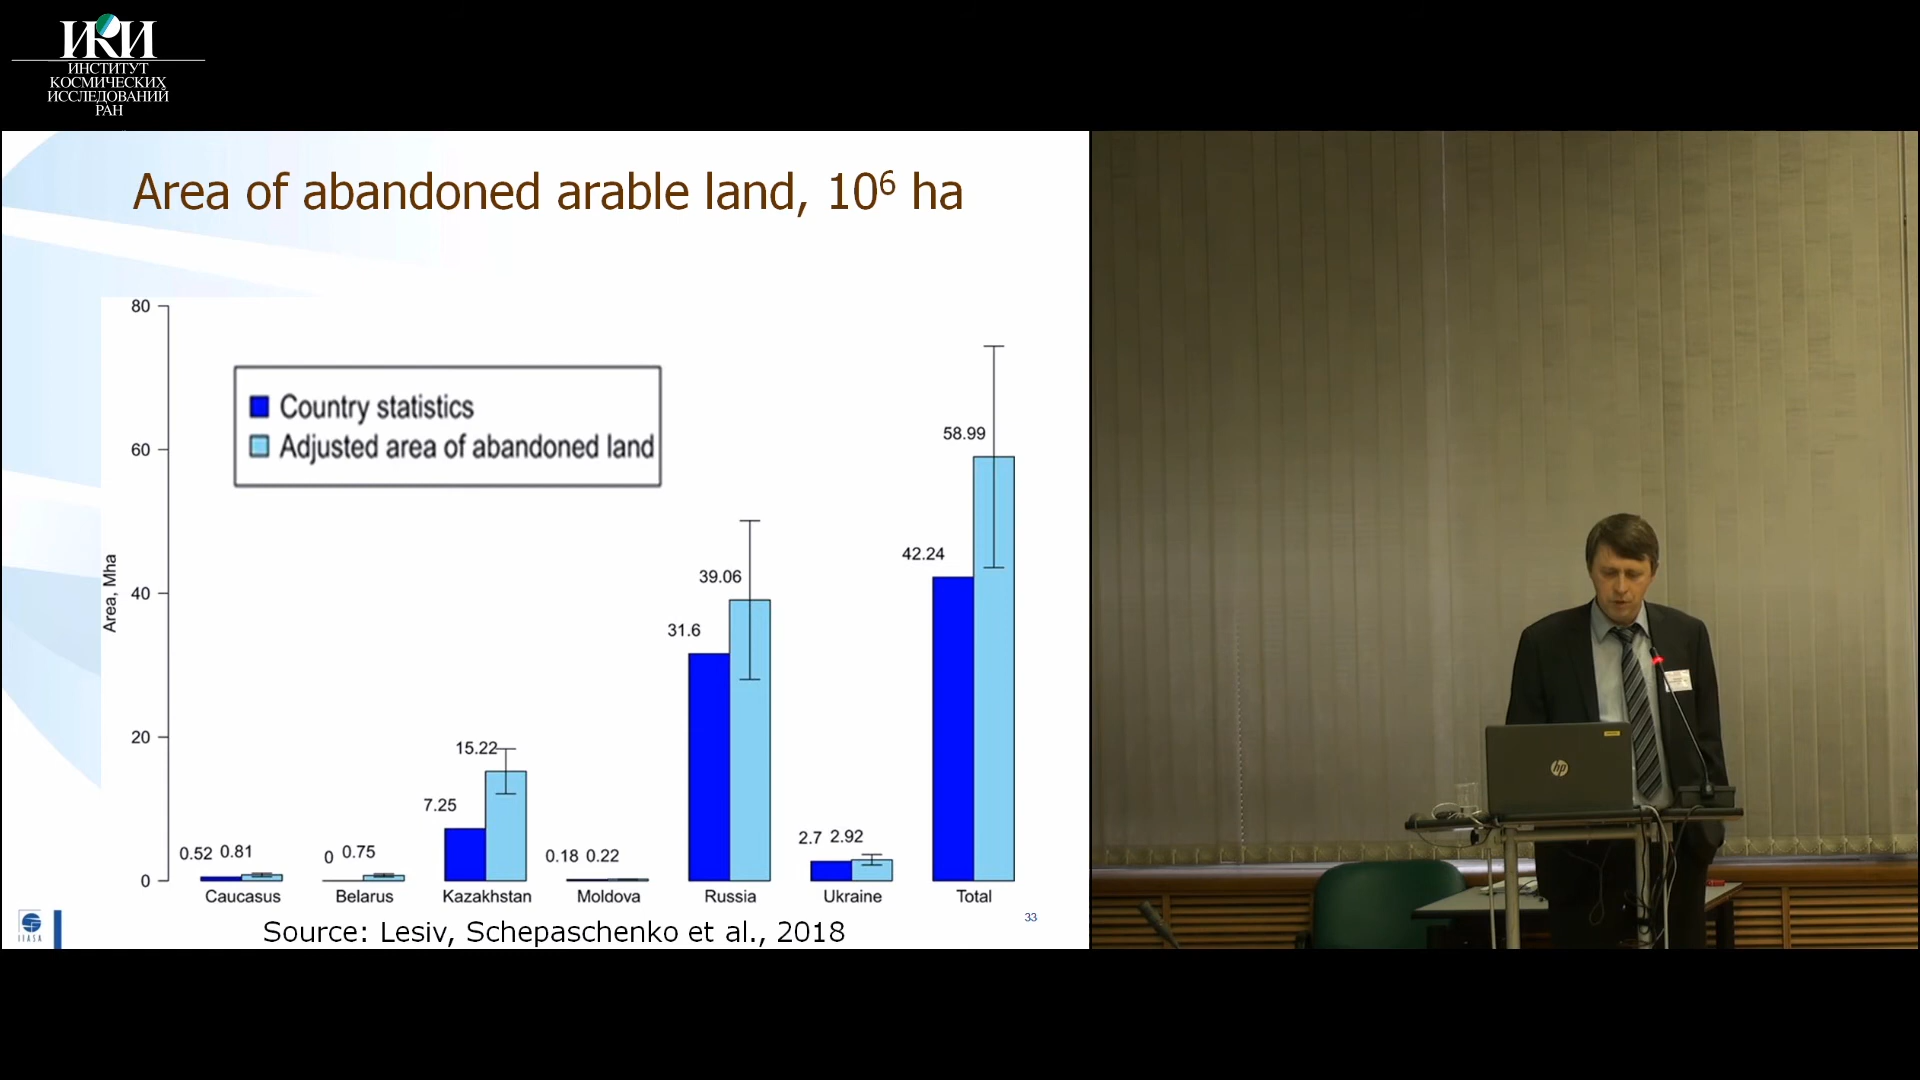 ИКИ
ИНСТИТУТ
КОСМИЧЕСКИХ
ИССЛЕДОВАНИЙ
РАН
Area of abandoned arable land, 10⁶ ha
80
60
40
20
0
Area, Mha
Country statistics
Adjusted area of abandoned land
0.52 0.81
0 0.75
7.25
15.22
0.18 0.22
31.6
39.06
2.7 2.92
42.24
58.99
Caucasus
Belarus
Kazakhstan
Moldova
Russia
Ukraine
Total
Source: Lesiv, Schepaschenko et al., 2018
33
IIASA
hp